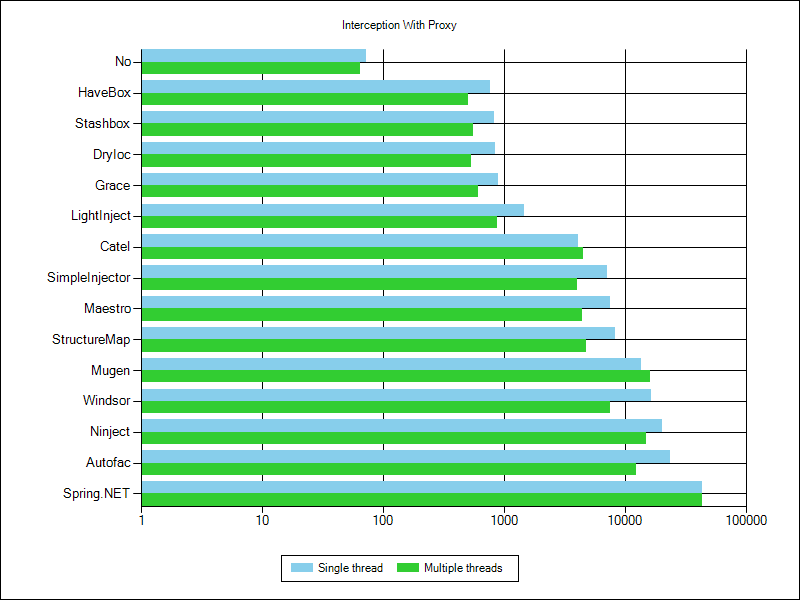 Interception With Proxy
No
HaveBox
Stashbox
DryIoc
Grace
LightInject
Catel
SimpleInjector
Maestro
StructureMap
Mugen
Windsor
Ninject
Autofac
Spring.NET
1 10 100 1000 10000 100000
Single thread Multiple threads